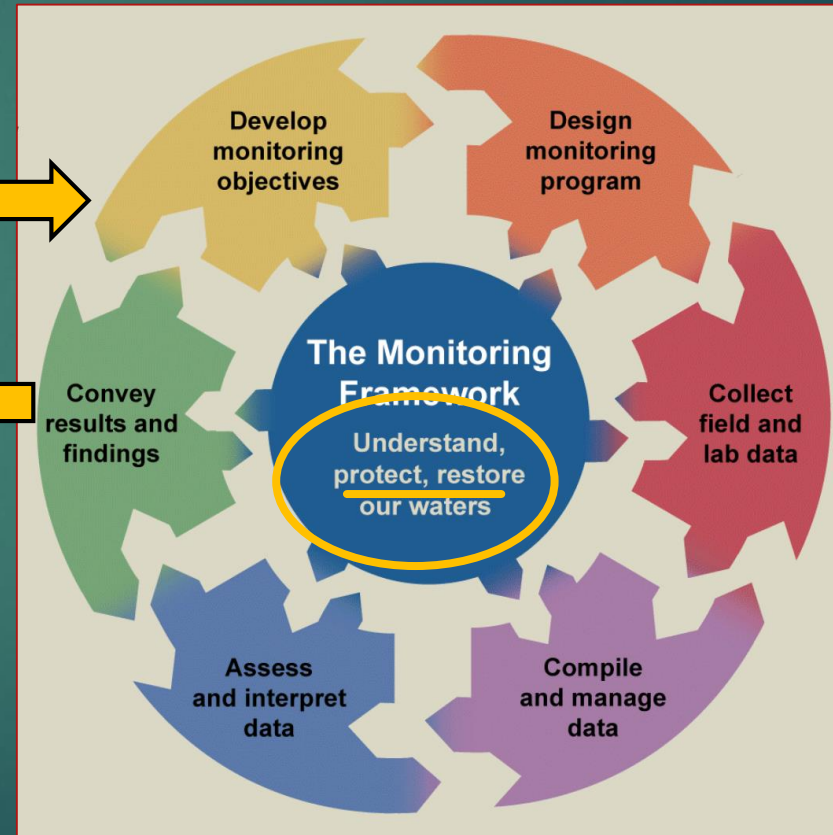 Develop
monitoring
objectives
Design
monitoring
program
Collect
field and
lab data
Compile
and manage
data
Assess
and interpret
data
Convey
results and
findings
The Monitoring
Framework
Understand,
protect, restore
our waters